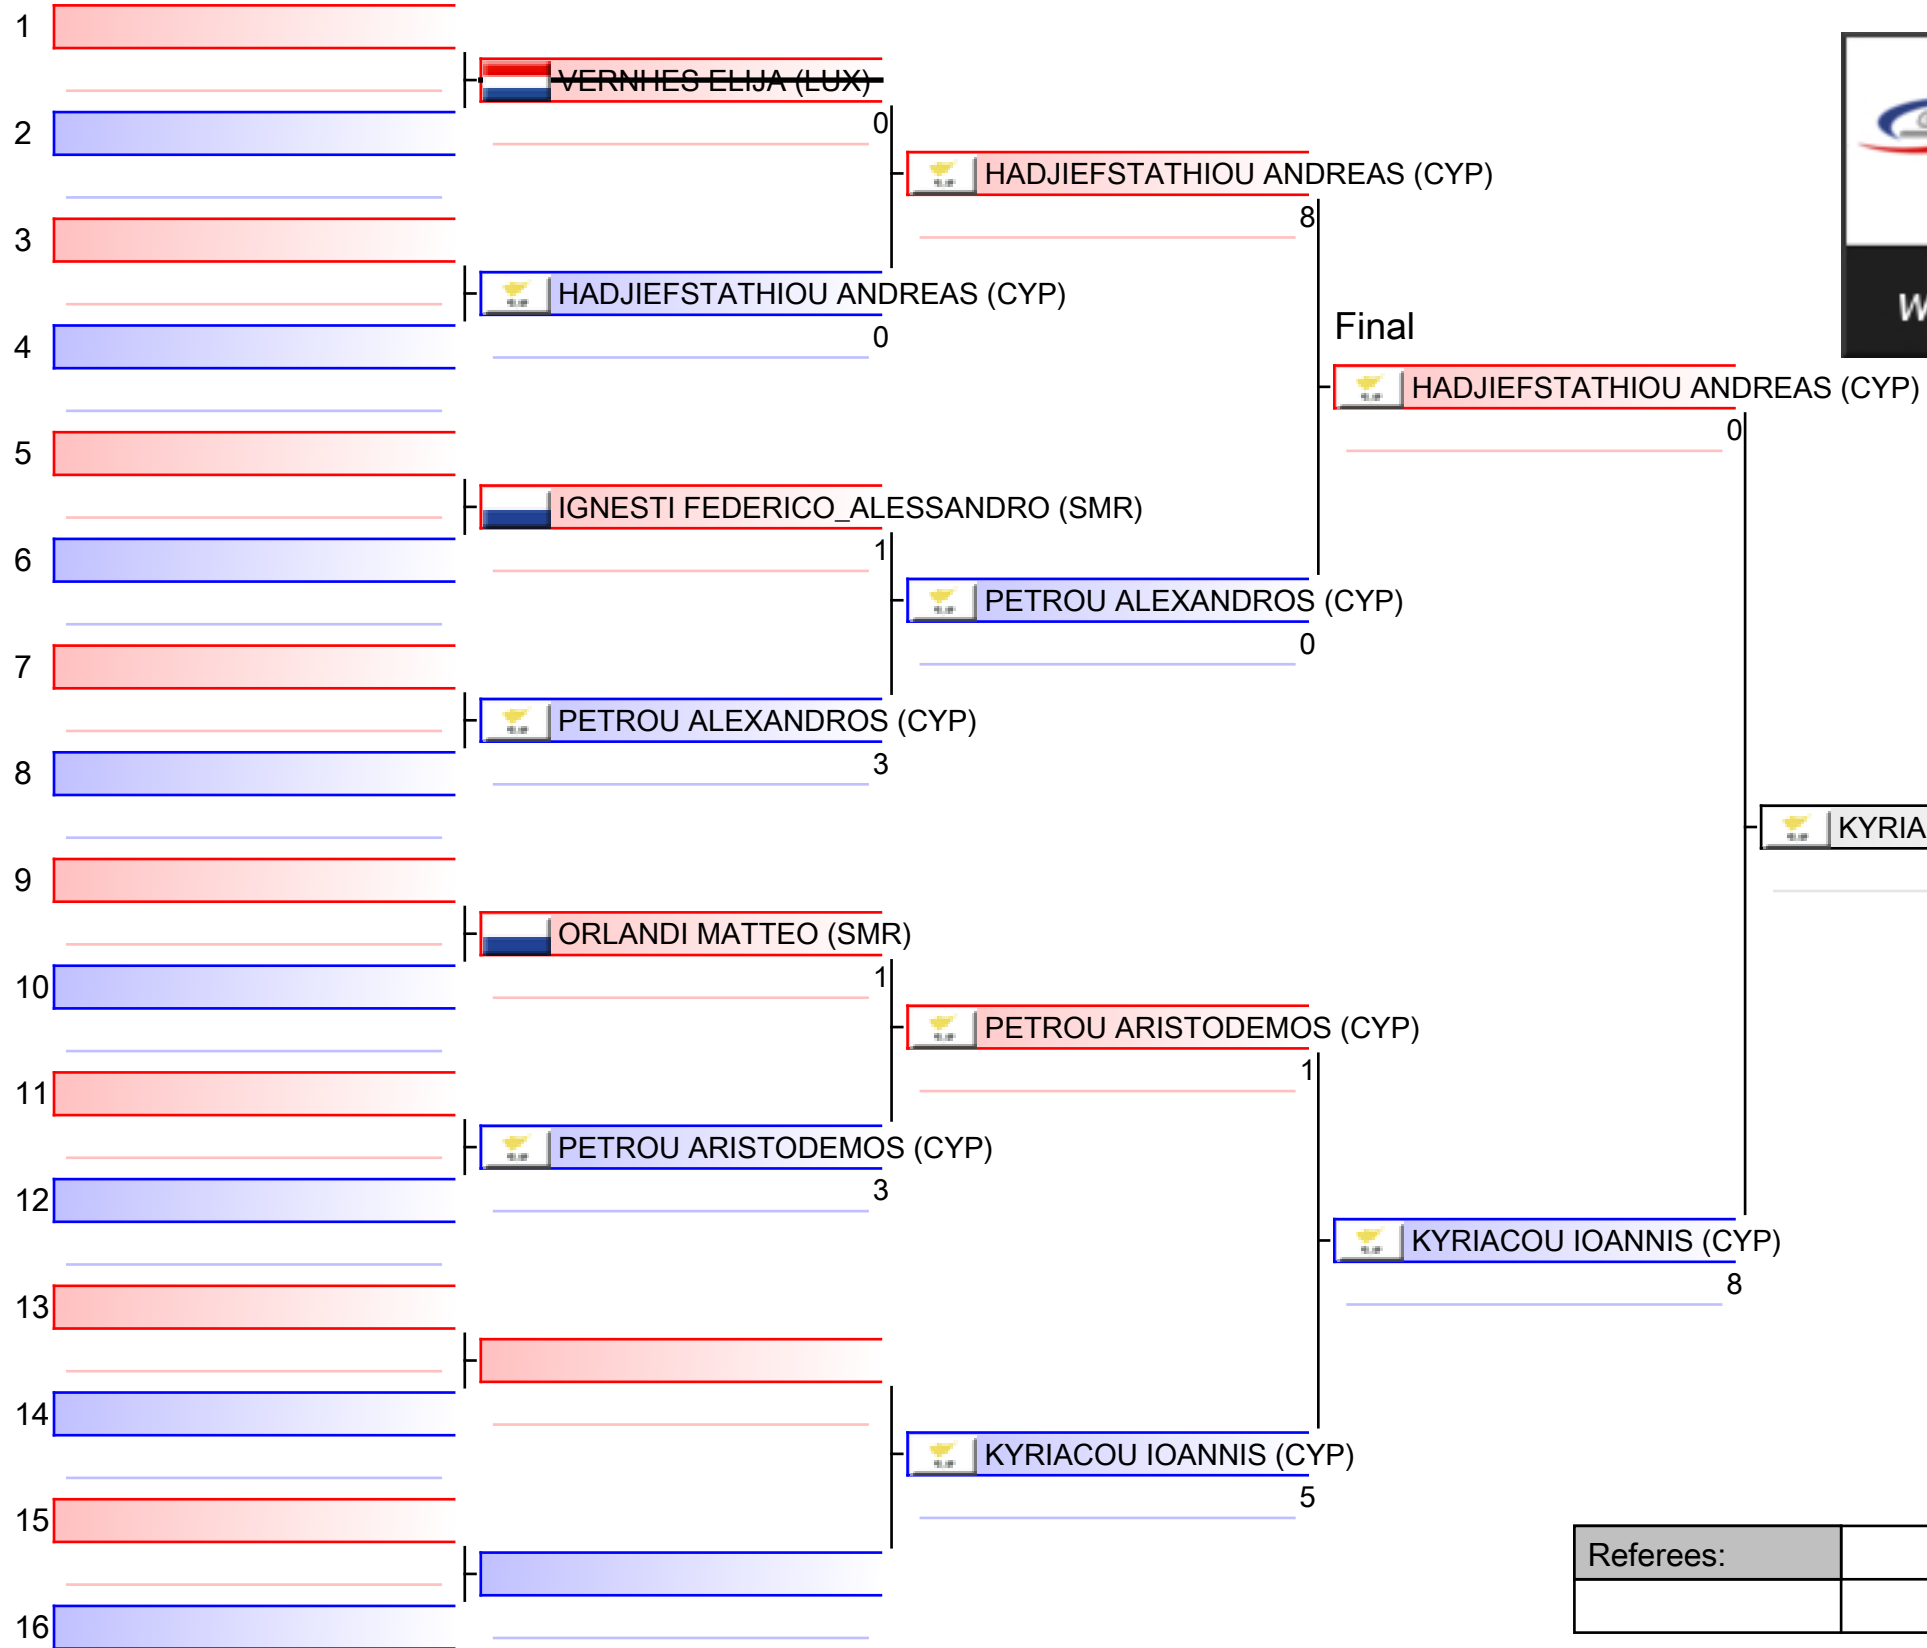 1
VERNHES ELIJA (LUX)
0
2
HADJIEFSTATHIOU ANDREAS (CYP)
8
3
HADJIEFSTATHIOU ANDREAS (CYP)
0
4
Final
HADJIEFSTATHIOU ANDREAS (CYP)
0
5
IGNESTI FEDERICO_ALESSANDRO (SMR)
1
6
PETROU ALEXANDROS (CYP)
0
7
PETROU ALEXANDROS (CYP)
3
8
KYRIA
9
ORLANDI MATTEO (SMR)
1
10
PETROU ARISTODEMOS (CYP)
1
11
PETROU ARISTODEMOS (CYP)
3
12
KYRIACOU IOANNIS (CYP)
8
13
14
KYRIACOU IOANNIS (CYP)
5
15
Referees:
16